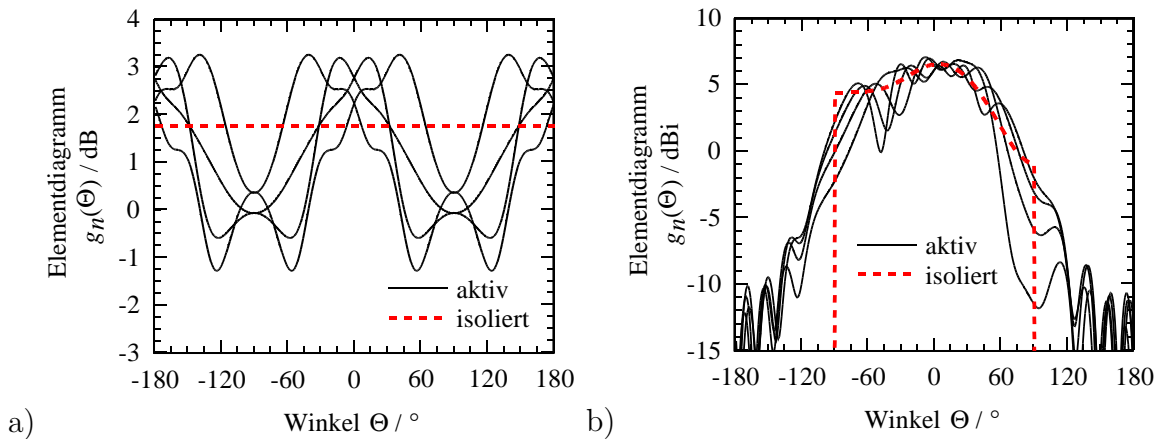 4
3
2
1
0
-1
-2
-3
-180
-120
-60
0
60
120
180
Elementdiagramm
gn(Θ) / dB
Winkel Θ / °
aktiv
isoliert
a)
10
5
0
-5
-10
-15
-180
-120
-60
0
60
120
180
Elementdiagramm
gn(Θ) / dBi
Winkel Θ / °
aktiv
isoliert
b)